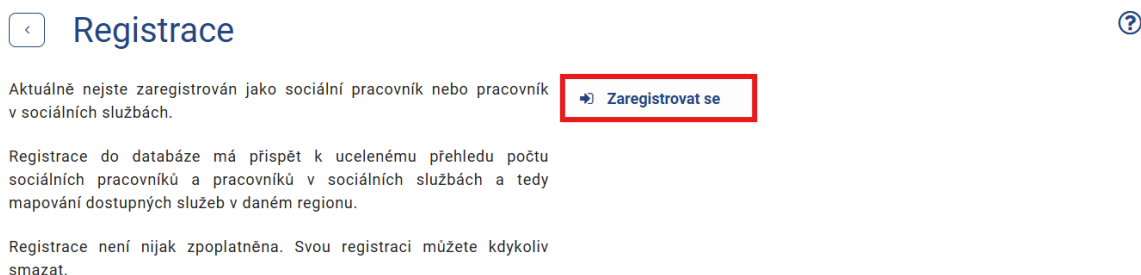 Registrace
Aktuálně nejste zaregistrován jako sociální pracovník nebo pracovník
v sociálních službách.
Zaregistrovat se
Registrace do databáze má přispět k ucelenému přehledu počtu
sociálních pracovníků a pracovníků v sociálních službách a tedy
mapování dostupných služeb v daném regionu.
Registrace není nijak zpoplatněna. Svou registraci můžete kdykoliv
smazat.